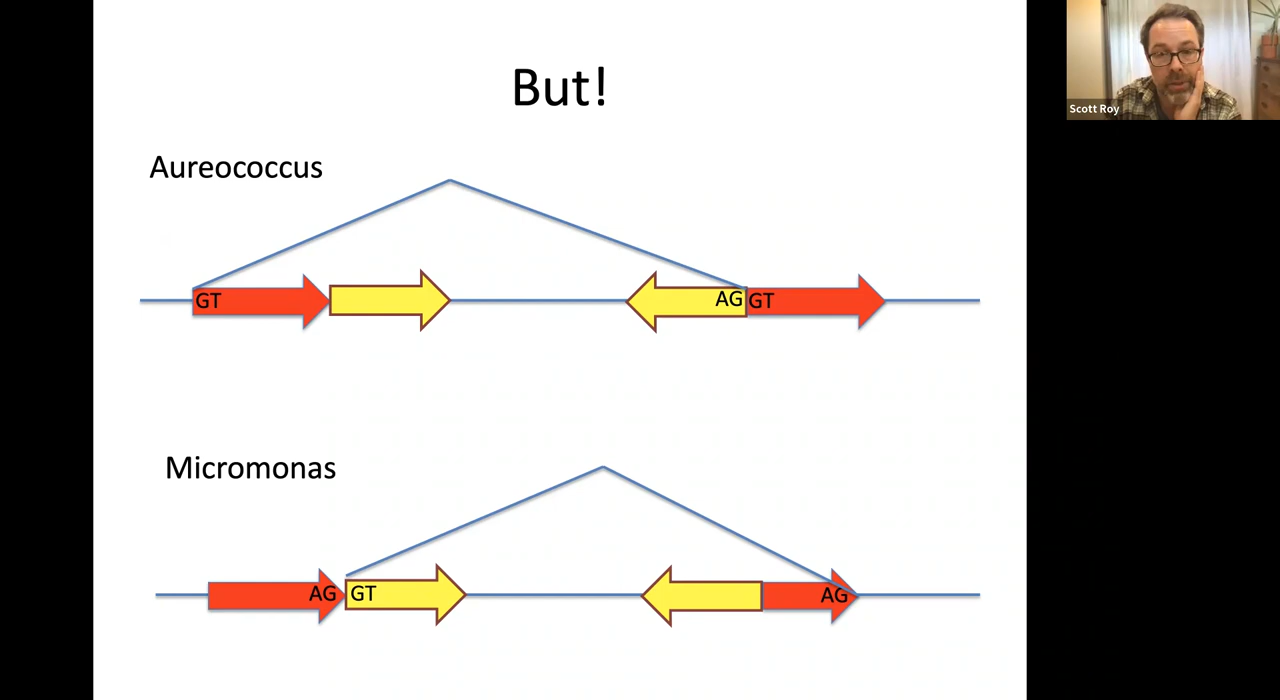 But!
Scott Roy
Aureococcus
GT
AG GT
Micromonas
AG GT
AG